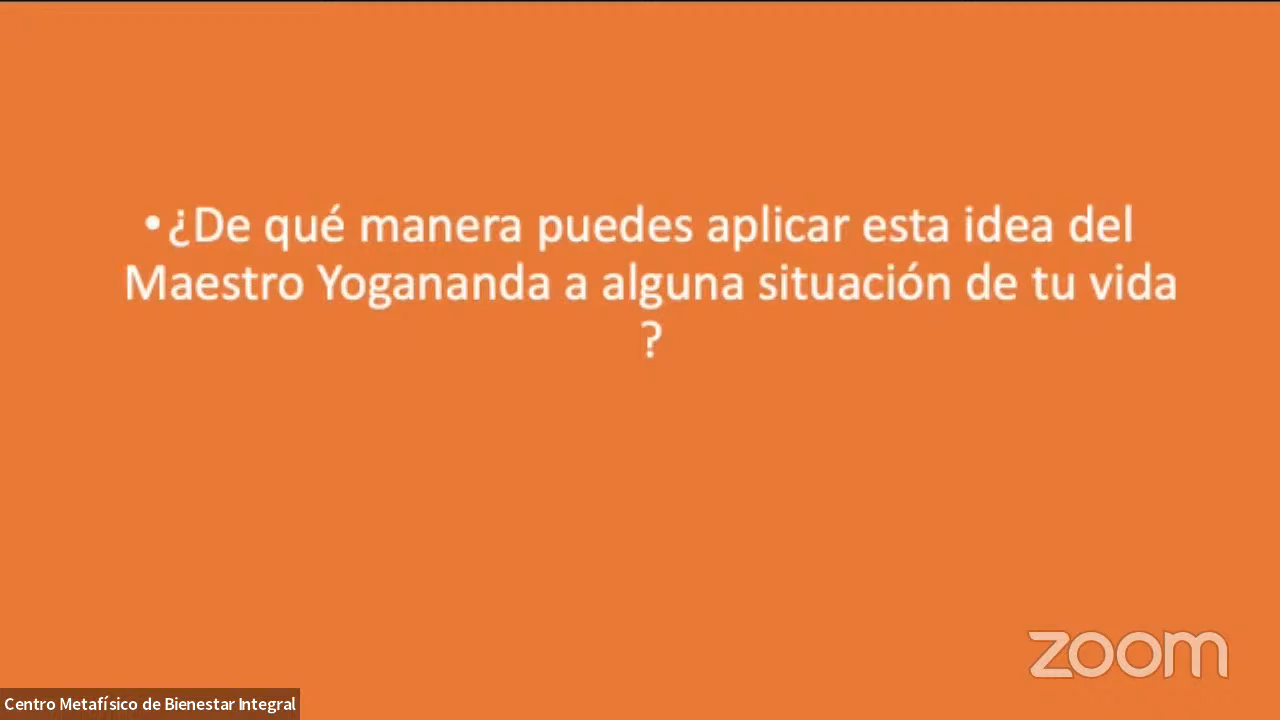 •¿De qué manera puedes aplicar esta idea del
Maestro Yogananda a alguna situación de tu vida
?
zoom
Centro Metafísico de Bienestar Integral